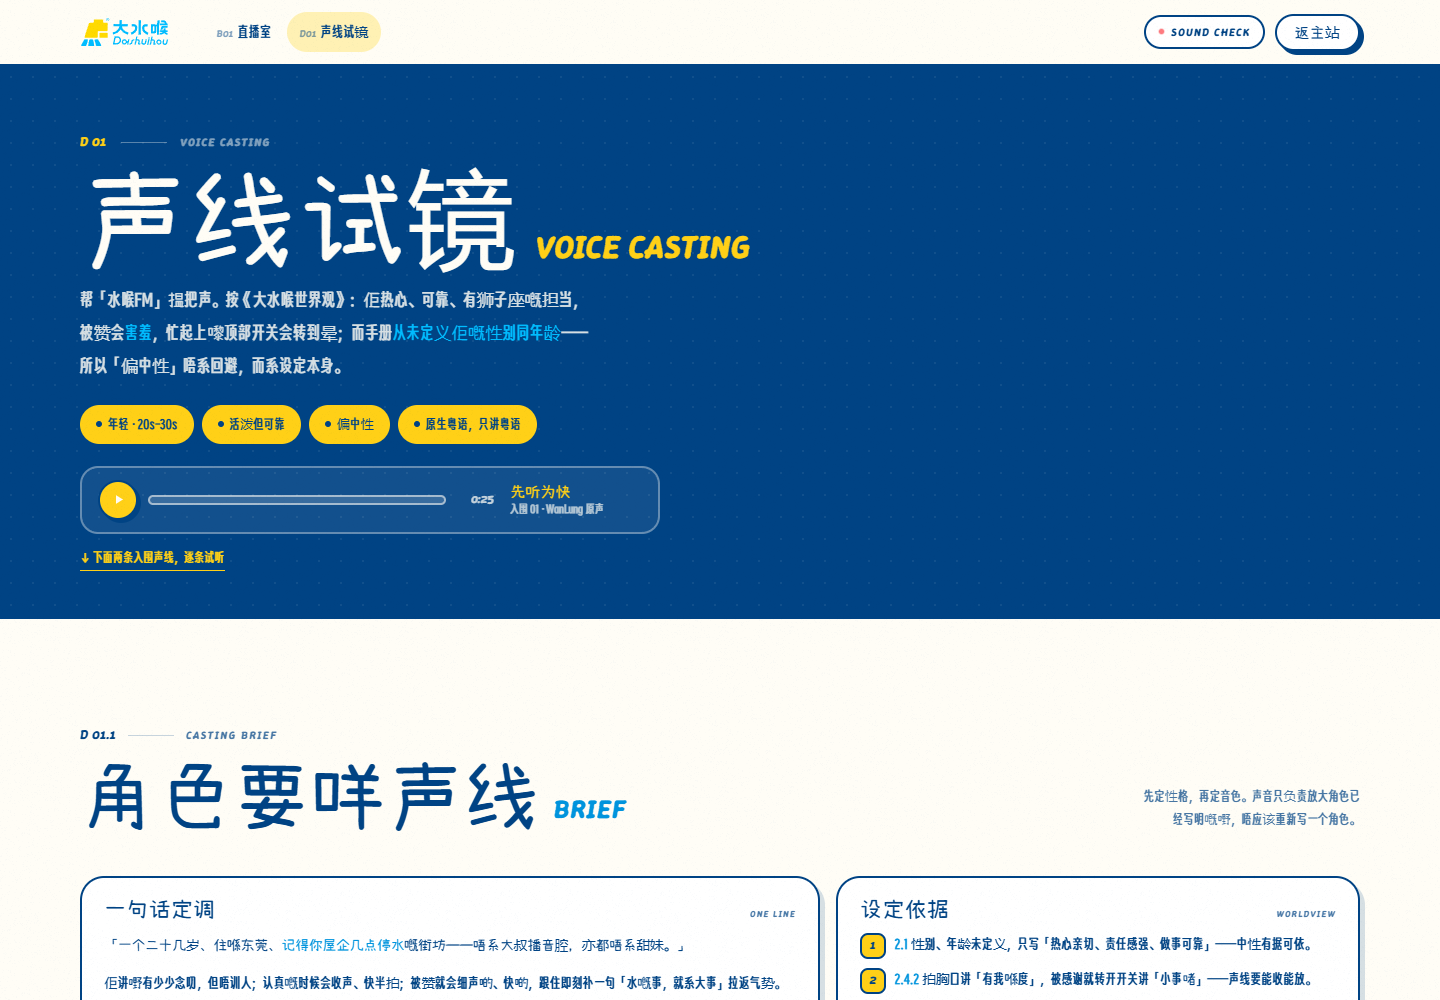 大水喉
Dashuihou
B01 直播室
D01 声线试镜
SOUND CHECK
返主站
D 01
VOICE CASTING
声线试镜 VOICE CASTING
帮「水喉FM」揾把声。按《大水喉世界观》：佢热心、可靠、有狮子座嘅担当，
被赞会害羞，忙起上嚟顶部开关会转到晕；而手册从未定义佢嘅性别同年龄——
所以「偏中性」唔系回避，而系设定本身。
年轻 · 20s–30s
活泼但可靠
偏中性
原生粤语，只讲粤语
0:25
先听为快
入围 01 · WanLung 原声
↓ 下面两条入围声线，逐条试听
D 01.1
CASTING BRIEF
角色要咩声线 BRIEF
先定性格，再定音色。声音只负责放大角色已
经写明嘅嘢，唔应该重新写一个角色。
一句话定调
ONE LINE
「一个二十几岁、住喺东莞、记得你屋企几点停水嘅街坊——唔系大叔播音腔，亦都唔系甜妹。」
佢讲嘢有少少念叨，但唔训人；认真嘅时候会收声、快半拍；被赞就会细声啲、快啲，跟住即刻补一句「水嘅事，就系大事」拉返气势。
设定依据
WORLDVIEW
1
2.1 性别、年龄未定义，只写「热心亲切、责任感强、做事可靠」——中性有据可依。
2
2.4.2 拍胸口讲「有我喺度」，被感谢就转开开关讲「小事啫」——声线要能收能放。